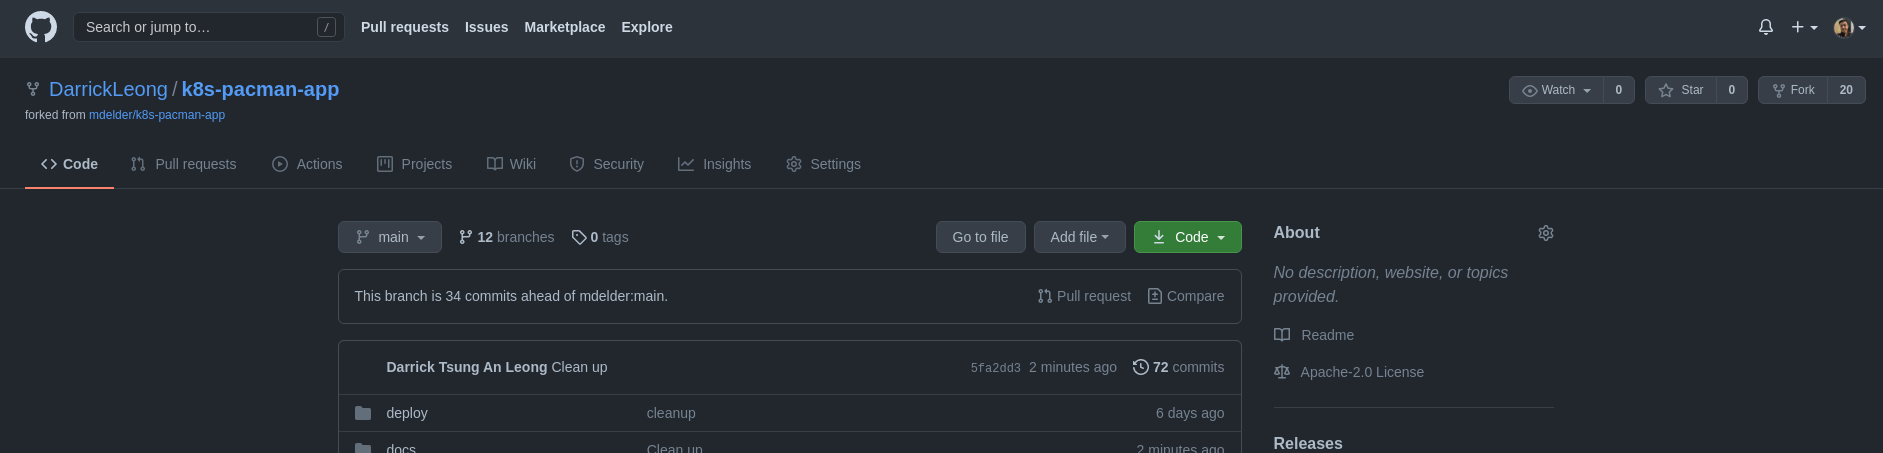 Search or jump to… / Pull requests Issues Marketplace Explore
DarrickLeong / k8s-pacman-app Watch 0 Star 0 Fork 20
forked from mdelder/k8s-pacman-app
Code Pull requests Actions Projects Wiki Security Insights Settings
main 12 branches 0 tags Go to file Add file Code
About
This branch is 34 commits ahead of mdelder:main. Pull request Compare
No description, website, or topics
provided.
Readme
Darrick Tsung An Leong Clean up 5fa2dd3 2 minutes ago 72 commits
Apache-2.0 License
deploy cleanup 6 days ago
docs Clean up 2 minutes ago
Releases